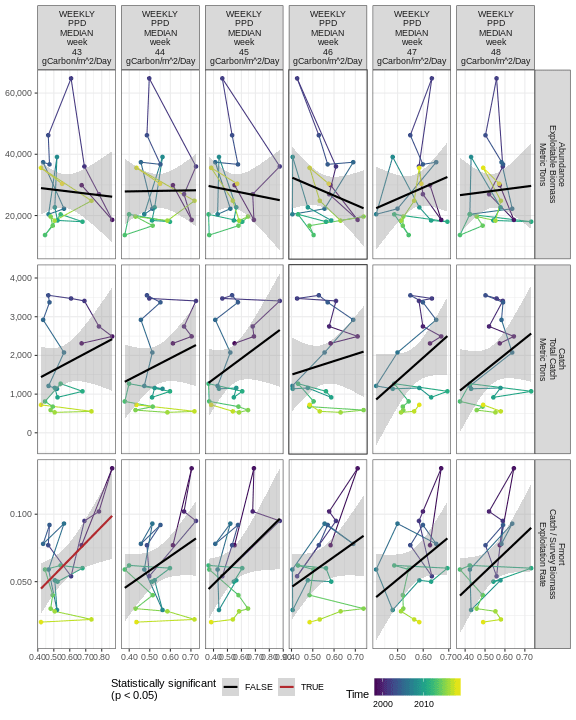 WEEKLY
PPD
MEDIAN
week
43
gCarbon/m^2/Day
WEEKLY
PPD
MEDIAN
week
44
gCarbon/m^2/Day
WEEKLY
PPD
MEDIAN
week
45
gCarbon/m^2/Day
WEEKLY
PPD
MEDIAN
week
46
gCarbon/m^2/Day
WEEKLY
PPD
MEDIAN
week
47
gCarbon/m^2/Day
WEEKLY
PPD
MEDIAN
week
48
gCarbon/m^2/Day
60,000
40,000
20,000
Abundance
Exploitable Biomass
Metric Tons
4,000
3,000
2,000
1,000
0
Catch
Total Catch
Metric Tons
0.100
0.050
Fmort
Catch / Survey Biomass
Exploitation Rate
0.40 0.50 0.60 0.70 0.80
0.40 0.50 0.60 0.70
0.40 0.50 0.60 0.70 0.80 0.90
0.40 0.50 0.60 0.70
0.50 0.60 0.70
0.40 0.50 0.60 0.70
Statistically significant
(p < 0.05)
FALSE
TRUE
Time
2000
2010